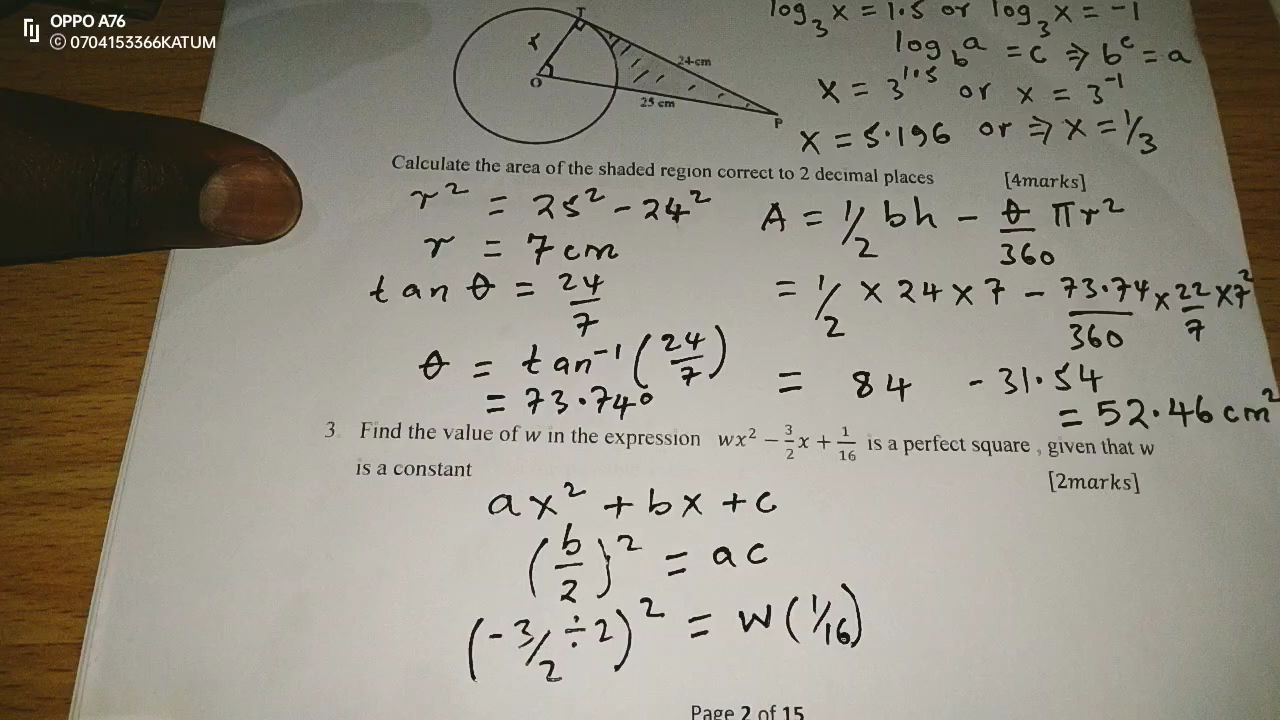 OPPO A76
© 0704153366KATUM
T
r
O
24 cm
25 cm
P
log₃ x = 1.5 or log₃ x = -1
log_b a = c ⇒ b^c = a
x = 3^1.5 or x = 3^-1
x = 5.196 or ⇒ x = 1/3
Calculate the area of the shaded region correct to 2 decimal places [4marks]
r² = 25² - 24²
r = 7 cm
tan θ = 24/7
θ = tan⁻¹ (24/7)
= 73.74°
A = 1/2 bh - θ/360 πr²
= 1/2 × 24 × 7 - 73.74/360 × 22/7 × 7²
= 84 - 31.54
= 52.46 cm²
3. Find the value of w in the expression wx² - 3/2 x + 1/16 is a perfect square , given that w
is a constant [2marks]
ax² + bx + c
(b/2)² = ac
(-3/2 ÷ 2)² = w(1/16)
Page 2 of 15